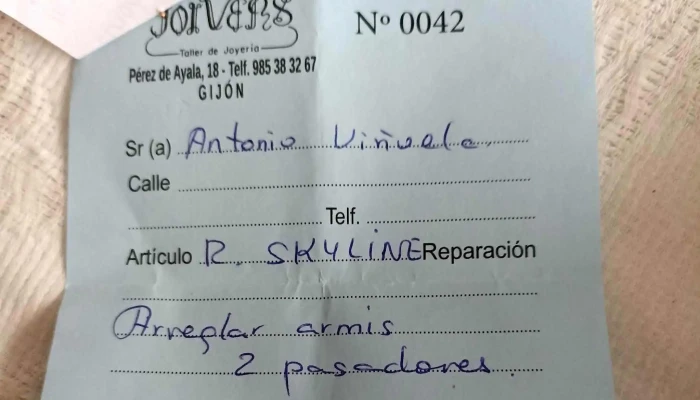 JOIVERS
Nº 0042
Taller de Joyería
Pérez de Ayala, 18 - Telf. 985 38 32 67
GIJÓN
Sr (a) Antonio Viñuela
Calle
Telf.
Artículo R. SKYLINE Reparación
Arreglar armis
2 pasadores